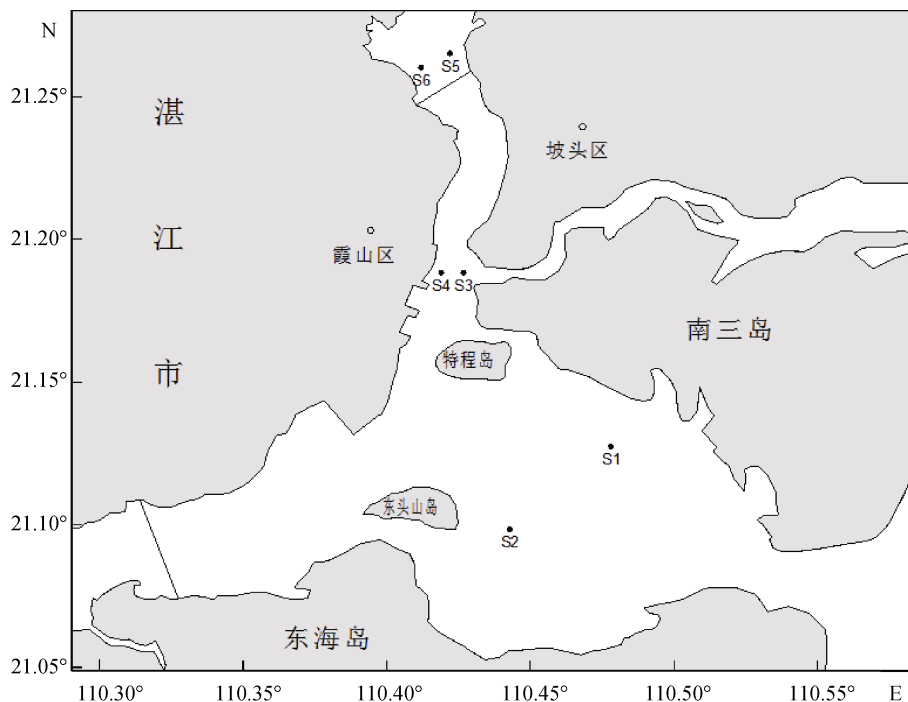 N
S5
S6
21.25°
湛
坡头区
21.20°
江
霞山区
S4
S3
南三岛
21.15°
市
特程岛
S1
东头山岛
21.10°
S2
东海岛
21.05°
110.30°
110.35°
110.40°
110.45°
110.50°
110.55°
E